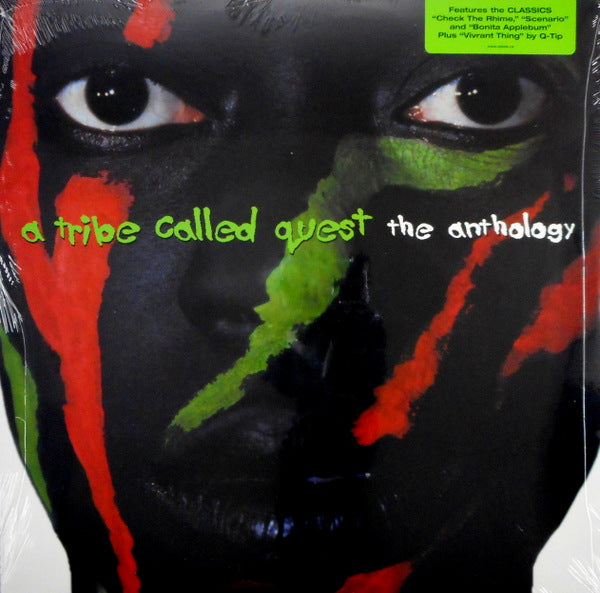 Features the CLASSICS
"Check The Rhime," "Scenario"
and "Bonita Applebum"
Plus "Vivrant Thing" by Q-Tip
a tribe called quest the anthology